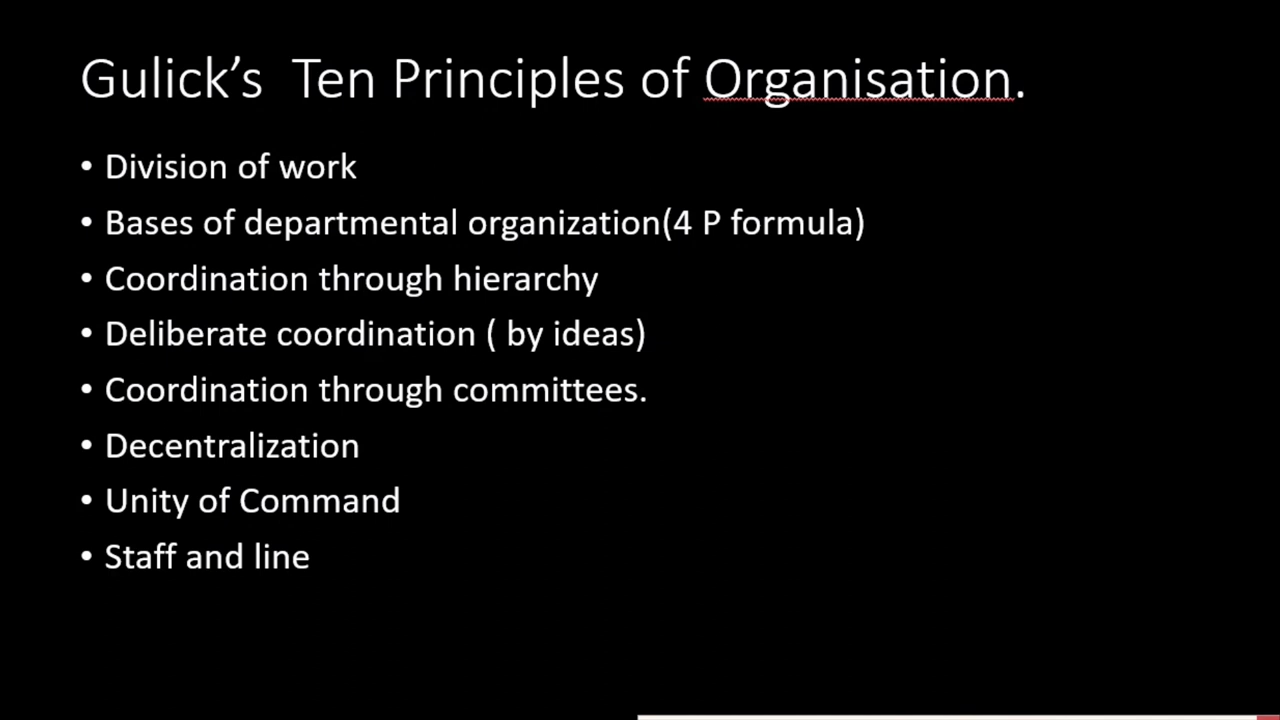 Gulick’s  Ten Principles of Organisation.
• Division of work
• Bases of departmental organization(4 P formula)
• Coordination through hierarchy
• Deliberate coordination ( by ideas)
• Coordination through committees.
• Decentralization
• Unity of Command
• Staff and line